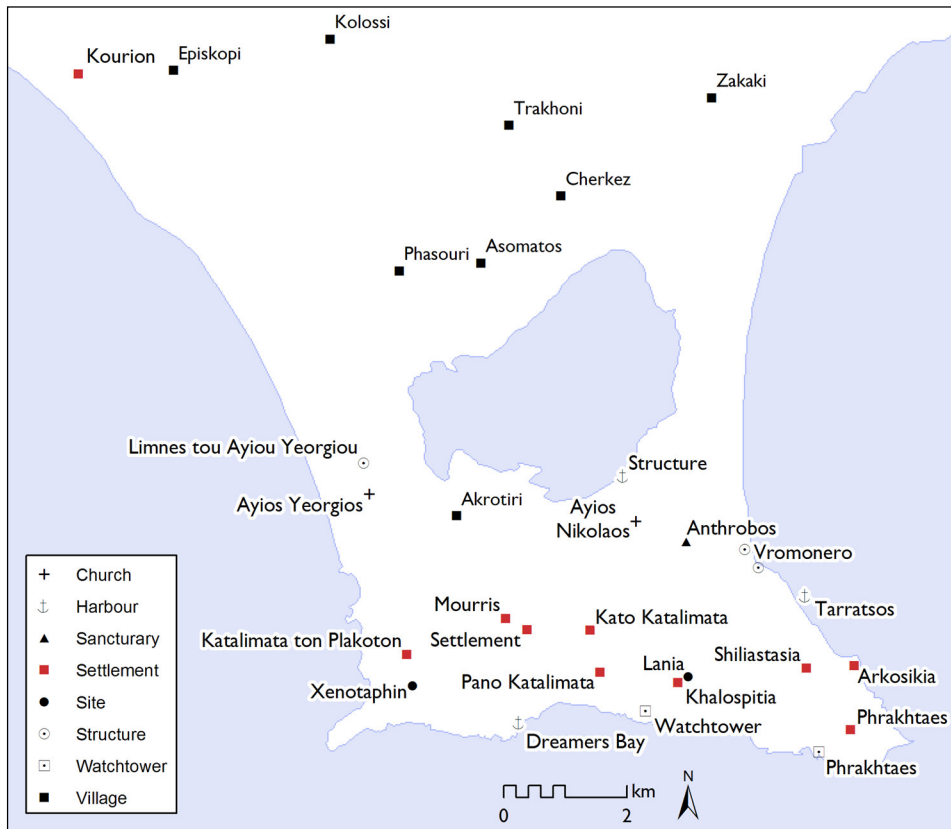 Kolossi
Kourion
Episkopi
Zakaki
Trakhoni
Cherkez
Phasouri
Asomatos
Limnes tou Ayiou Yeorgiou
Structure
Ayios Yeorgios
Akrotiri
Ayios
Nikolaos
Anthrobos
Vromonero
Tarratsos
Mourris
Settlement
Kato Katalimata
Katalimata ton Plakoton
Xenotaphin
Pano Katalimata
Lania
Khalospitia
Shiliastasia
Arkosikia
Phrakhtaes
Watchtower
Dreamers Bay
Phrakhtaes
Church
Harbour
Sancturary
Settlement
Site
Structure
Watchtower
Village
km
0 2
N